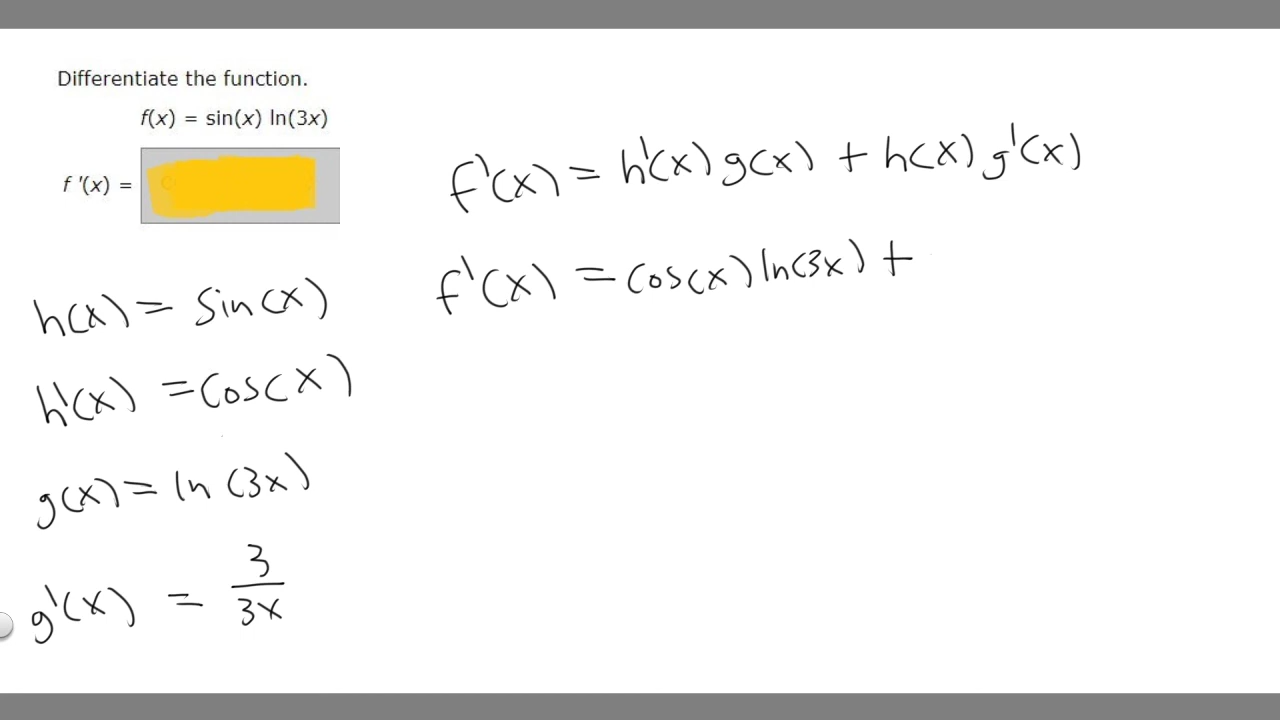 Differentiate the function.
f(x) = sin(x) ln(3x)
f '(x) =
f'(x) = h'(x) g(x) + h(x) g'(x)
f'(x) = cos(x) ln(3x) +
h(x) = sin(x)
h'(x) = cos(x)
g(x) = ln(3x)
g'(x) = 3
3x